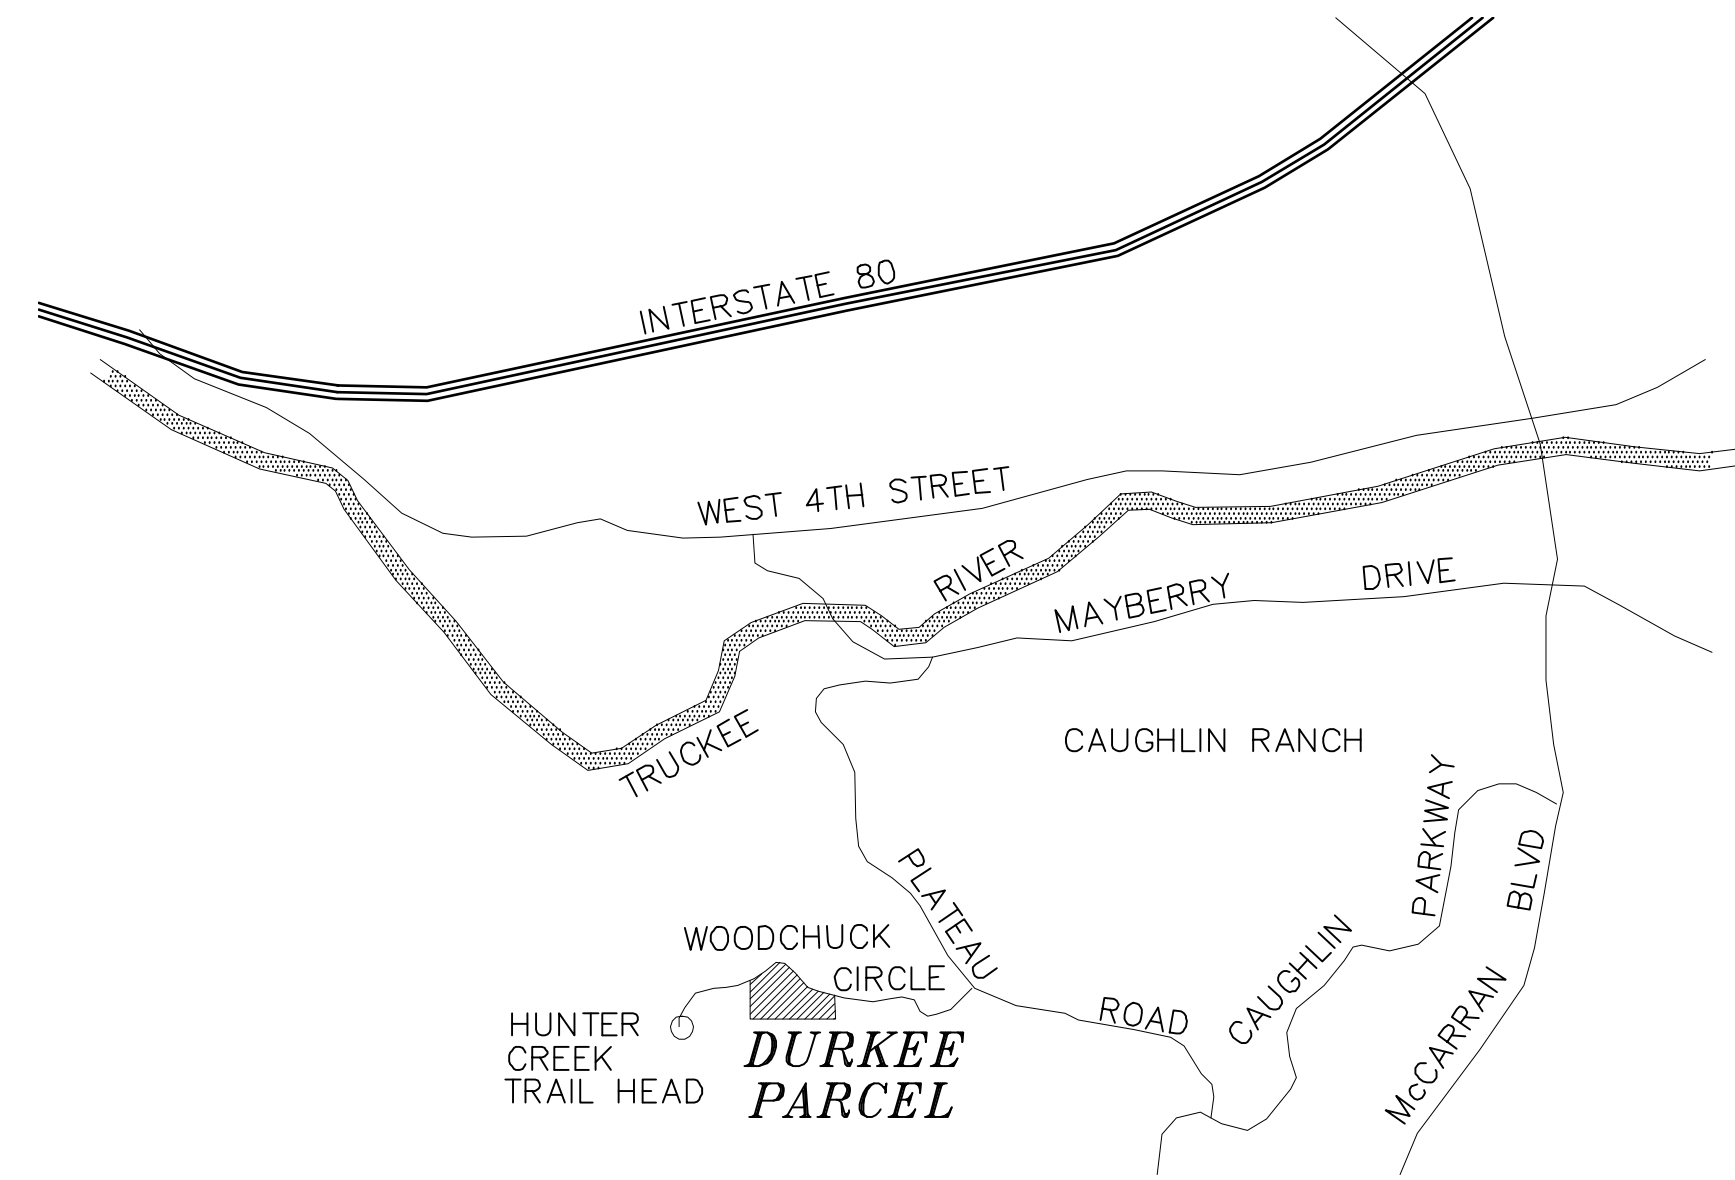 INTERSTATE 80
WEST 4TH STREET
RIVER
MAYBERRY DRIVE
TRUCKEE
CAUGHLIN RANCH
PARKWAY
BLVD
PLATEAU
WOODCHUCK
CIRCLE
CAUGHLIN
McCARRAN
ROAD
HUNTER
CREEK
TRAIL HEAD
DURKEE
PARCEL